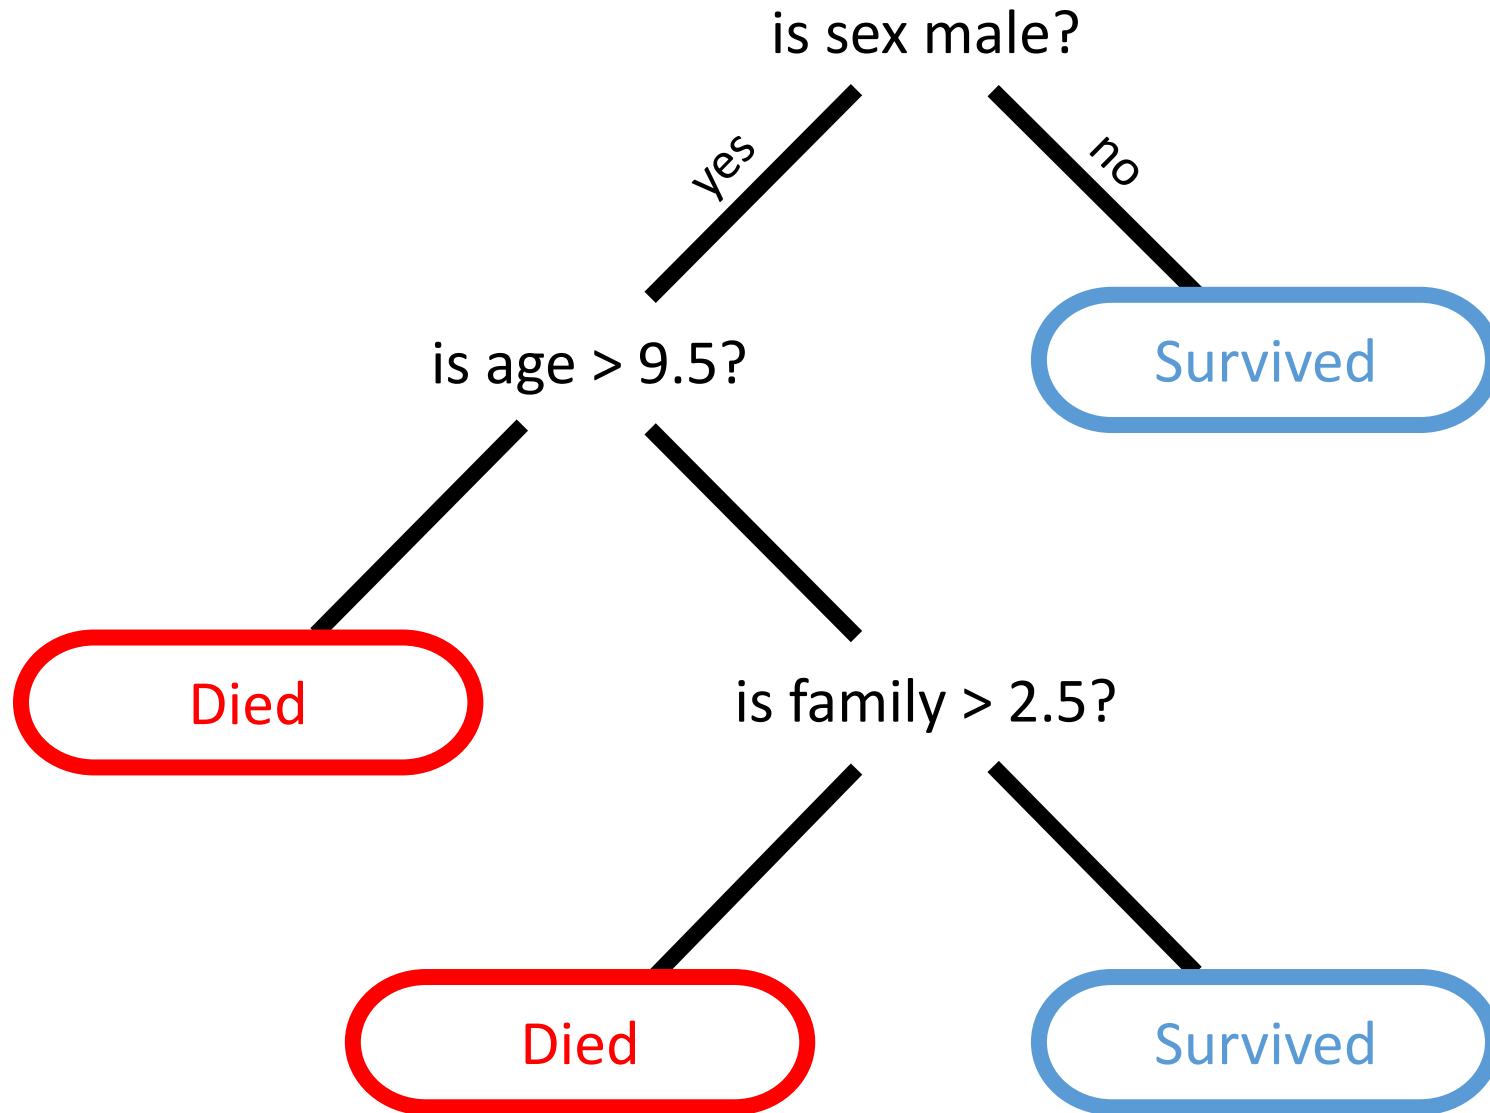 is sex male?
yes
no
is age > 9.5?
Survived
Died
is family > 2.5?
Died
Survived